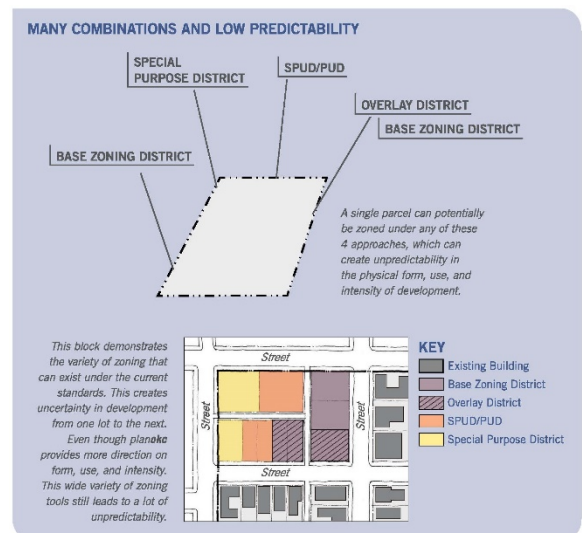 MANY COMBINATIONS AND LOW PREDICTABILITY
SPECIAL
PURPOSE DISTRICT
SPUD/PUD
OVERLAY DISTRICT
BASE ZONING DISTRICT
BASE ZONING DISTRICT
A single parcel can potentially
be zoned under any of these
4 approaches, which can
create unpredictability in
the physical form, use, and
intensity of development.
This block demonstrates
the variety of zoning that
can exist under the current
standards. This creates
uncertainty in development
from one lot to the next.
Even though planokc
provides more direction on
form, use, and intensity.
This wide variety of zoning
tools still leads to a lot of
unpredictability.
Street
Street
Street
Street
KEY
Existing Building
Base Zoning District
Overlay District
SPUD/PUD
Special Purpose District